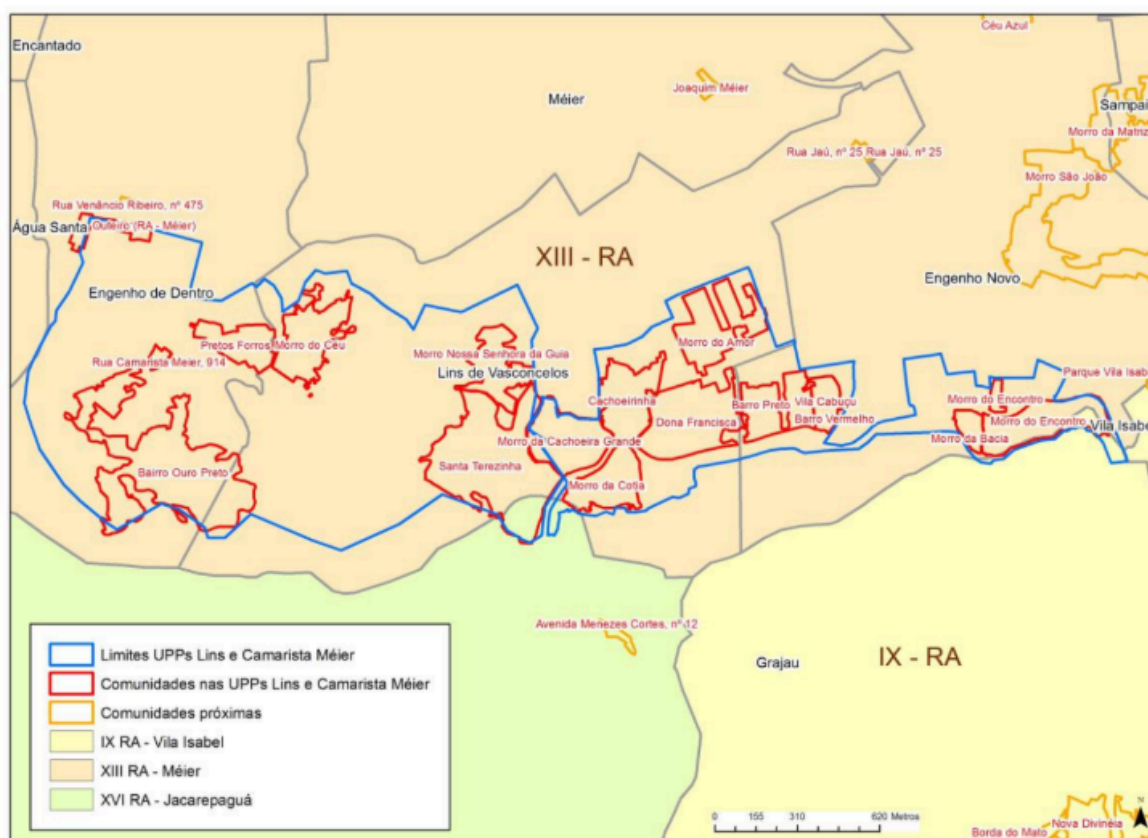 Céu Azul
Encantado
Joaquim Méier
Méier
Sampai
Morro da Matriz
Rua Jaú, nº 25 Rua Jaú, nº 25
Morro São João
Rua Venâncio Ribeiro, nº 475
Água Santa
Outeiro (RA - Méier)
XIII - RA
Engenho Novo
Engenho de Dentro
Pretos Forros
Morro do Céu
Morro do Amor
Rua Camarista Meier, 914
Morro Nossa Senhora da Guia
Lins de Vasconcelos
Parque Vila Isab
Cachoeirinha
Barro Preto
Vila Cabuçu
Morro do Encontro
Dona Francisca
Barro Vermelho
Morro do Encontro
Vila Isabe
Morro da Cachoeira Grande
Morro da Bacia
Santa Terezinha
Bairro Ouro Preto
Morro da Cotia
Avenida Menezes Cortes, nº 12
Grajau
IX - RA
Limites UPPs Lins e Camarista Méier
Comunidades nas UPPs Lins e Camarista Méier
Comunidades próximas
IX RA - Vila Isabel
XIII RA - Méier
XVI RA - Jacarepaguá
0 155 310 620 Metros
N
Nova Divinéia
Borda do Mato